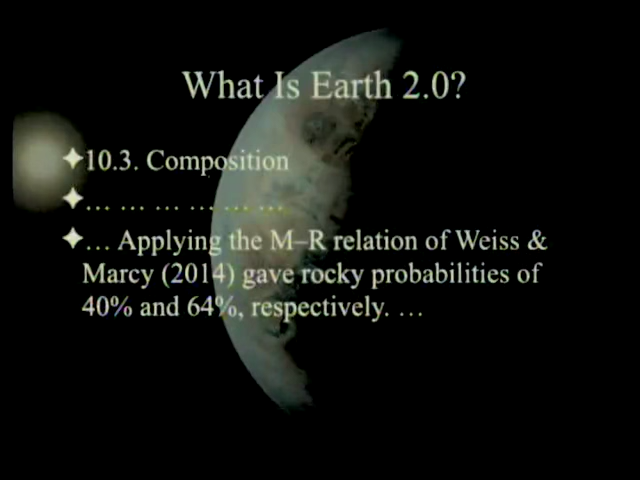 What Is Earth 2.0?
10.3. Composition
… … … … … …
… Applying the M–R relation of Weiss &
Marcy (2014) gave rocky probabilities of
40% and 64%, respectively. …